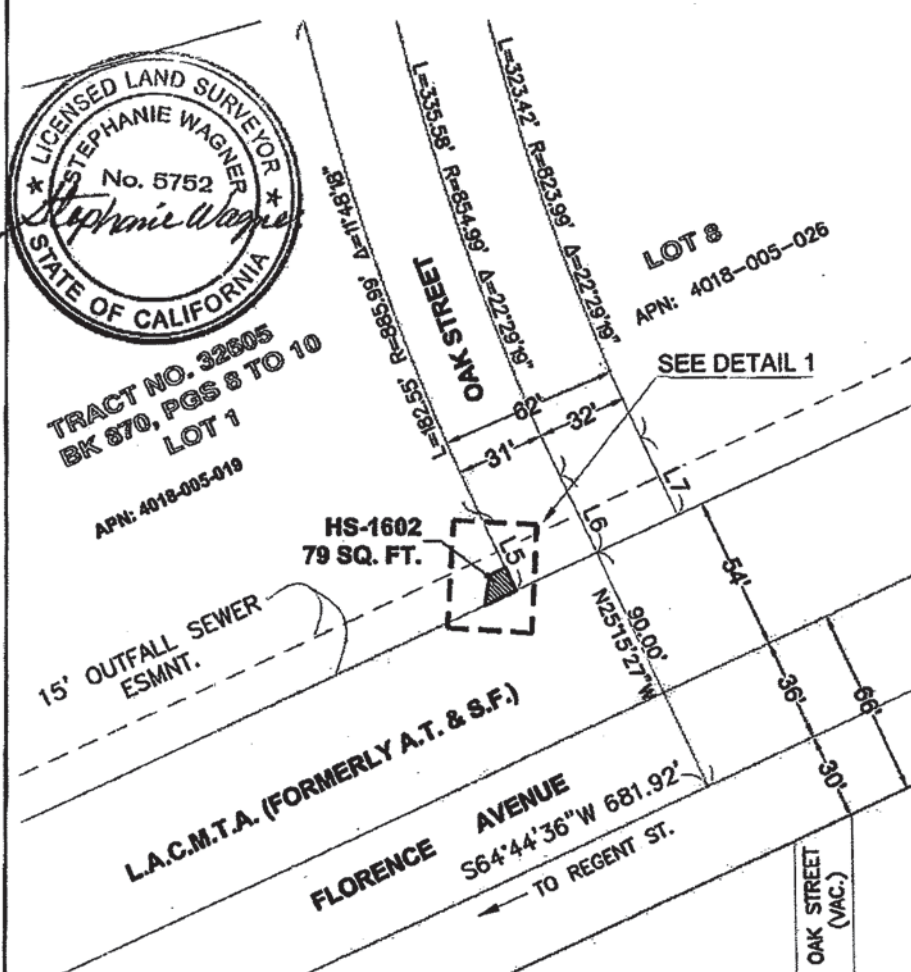 LICENSED LAND SURVEYOR
STEPHANIE WAGNER
No. 5752
Stephanie Wagner
STATE OF CALIFORNIA
TRACT NO. 32605
BK 870, PGS 8 TO 10
LOT 1
APN: 4018-005-019
L=182.55' R=885.99' Δ=11°48'18"
OAK STREET
L=335.58' R=854.99' Δ=22°29'19"
L=323.42' R=823.99' Δ=22°29'19"
LOT 8
APN: 4018-005-026
SEE DETAIL 1
62'
31'
32'
HS-1602
79 SQ. FT.
L5
L6
L7
15' OUTFALL SEWER
ESMNT.
90.00'
N25°15'27"W
54'
36'
66'
30'
L.A.C.M.T.A. (FORMERLY A.T. & S.F.)
FLORENCE AVENUE
S64°44'36"W 681.92'
TO REGENT ST.
OAK STREET
(VAC.)